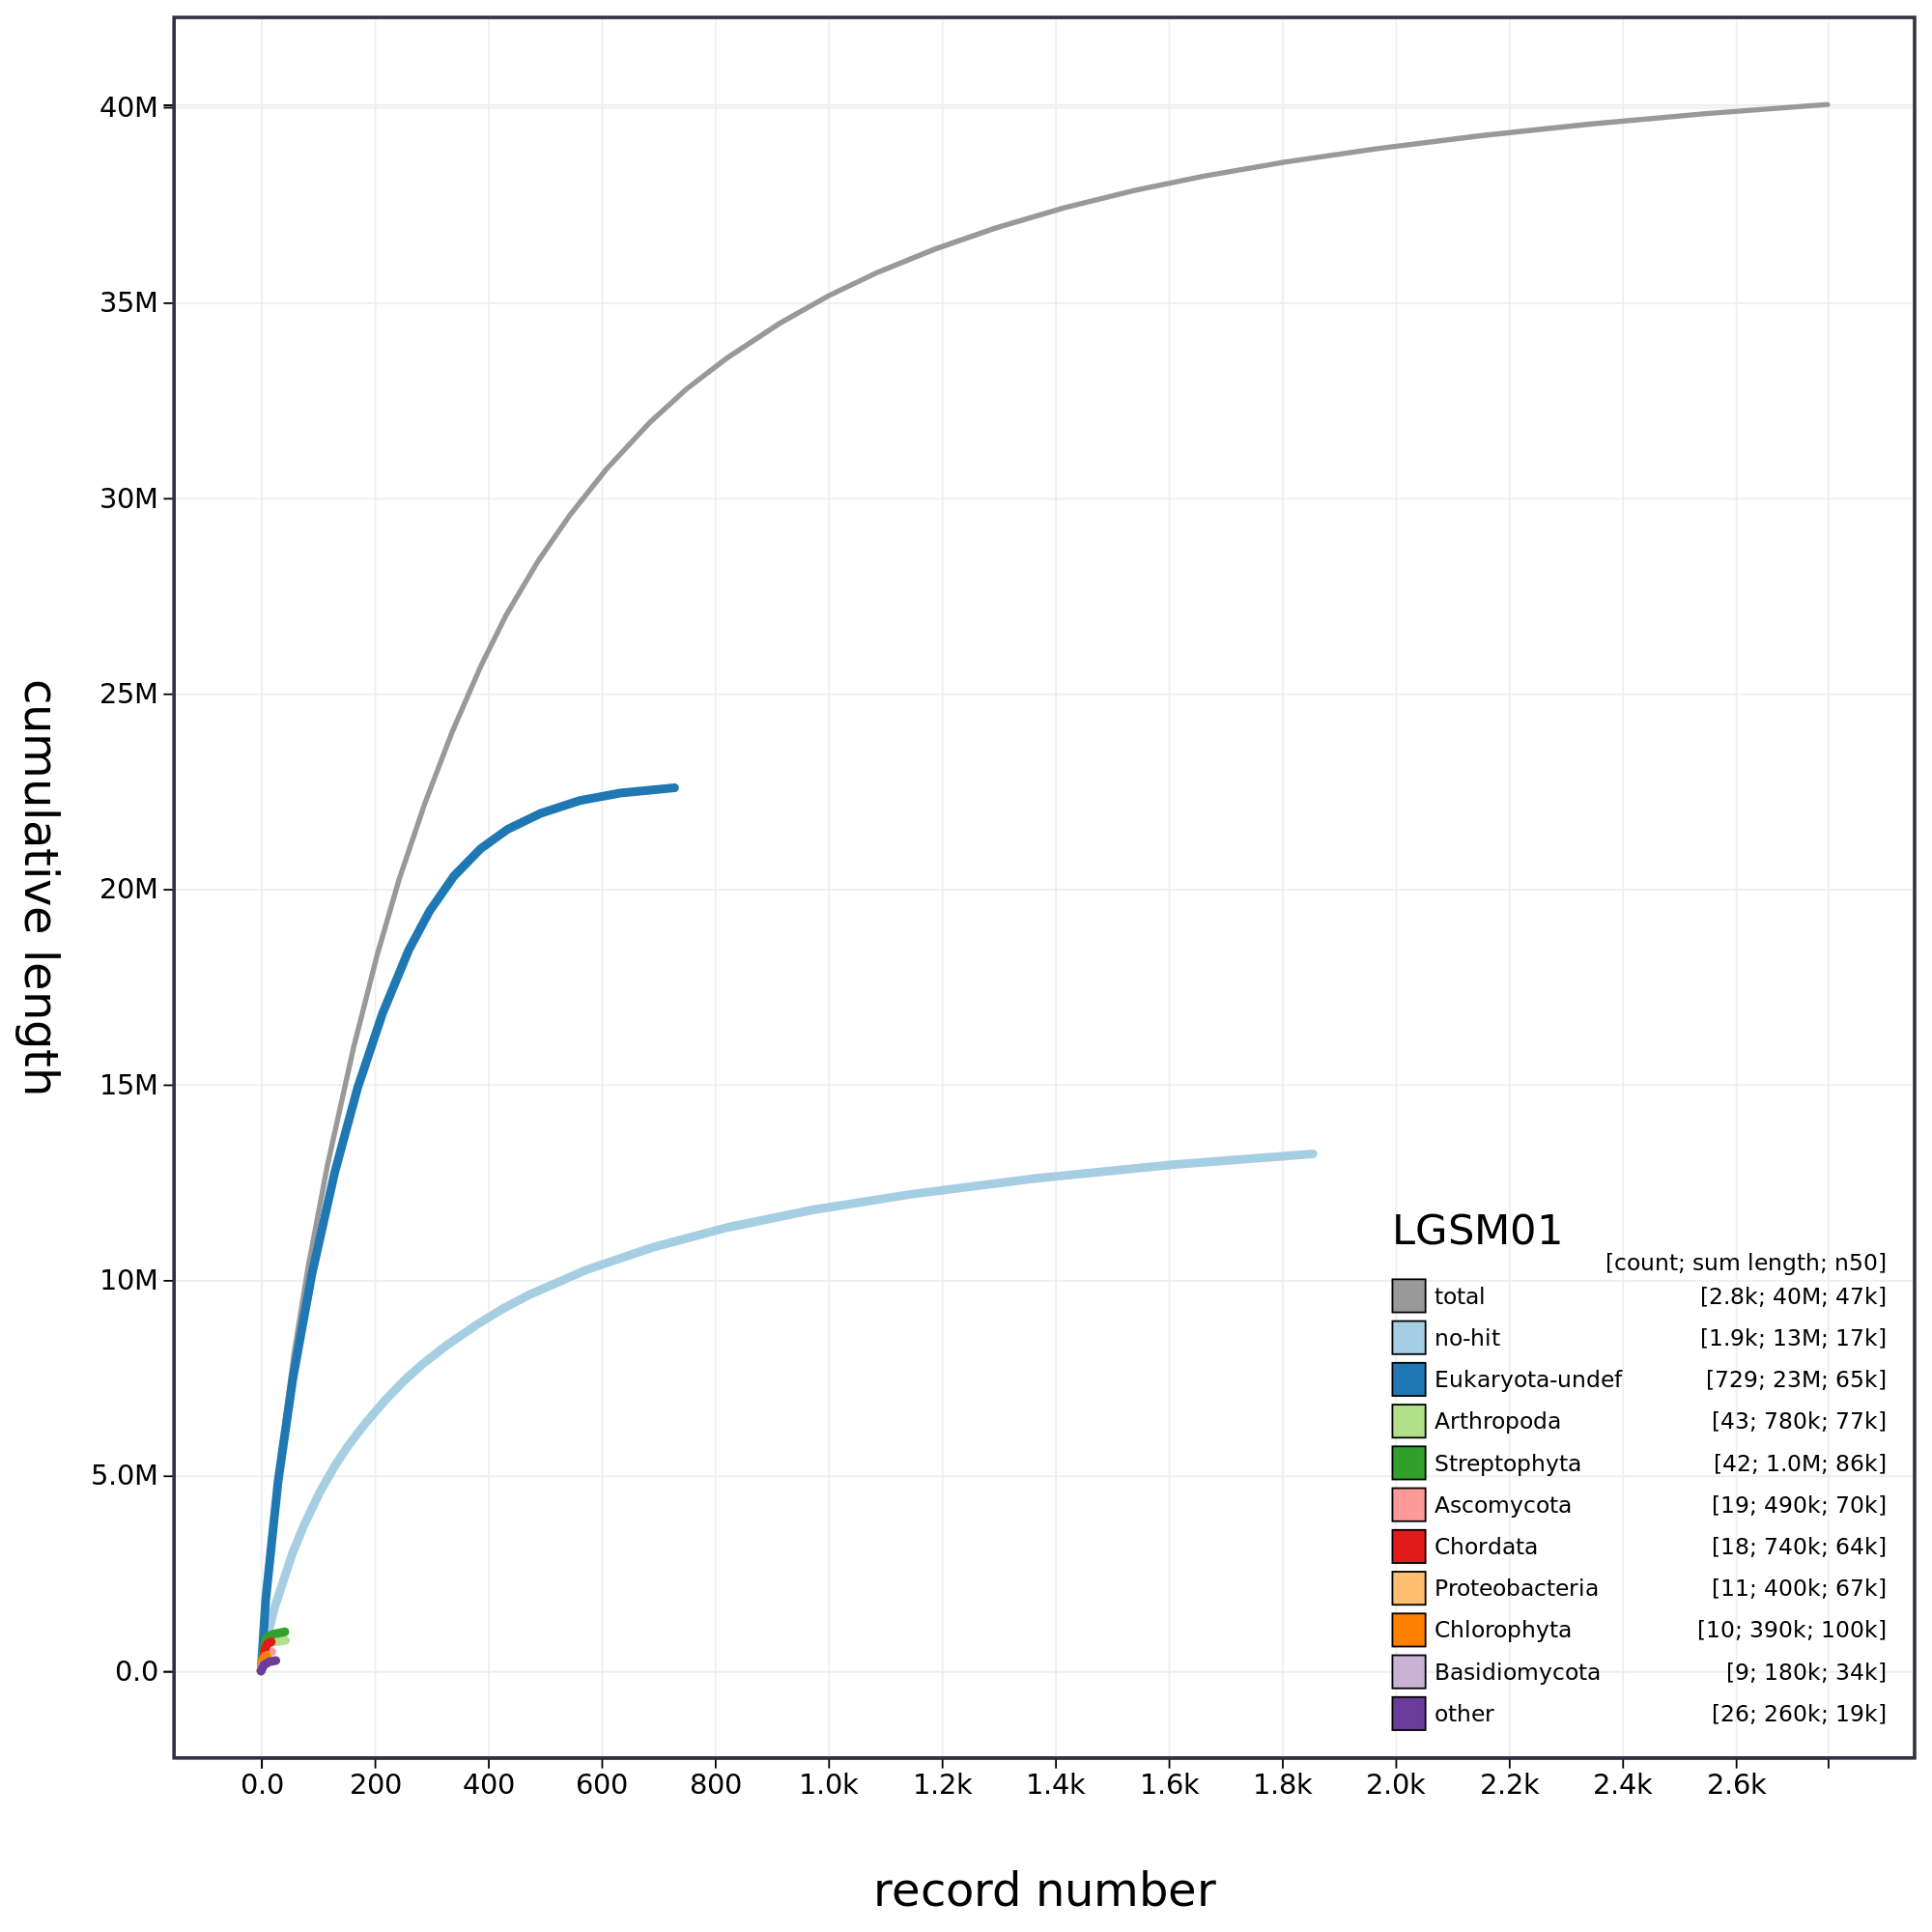 40M
35M
30M
25M
20M
15M
10M
5.0M
0.0
cumulative length
LGSM01
[count; sum length; n50]
total [2.8k; 40M; 47k]
no-hit [1.9k; 13M; 17k]
Eukaryota-undef [729; 23M; 65k]
Arthropoda [43; 780k; 77k]
Streptophyta [42; 1.0M; 86k]
Ascomycota [19; 490k; 70k]
Chordata [18; 740k; 64k]
Proteobacteria [11; 400k; 67k]
Chlorophyta [10; 390k; 100k]
Basidiomycota [9; 180k; 34k]
other [26; 260k; 19k]
0.0 200 400 600 800 1.0k 1.2k 1.4k 1.6k 1.8k 2.0k 2.2k 2.4k 2.6k
record number